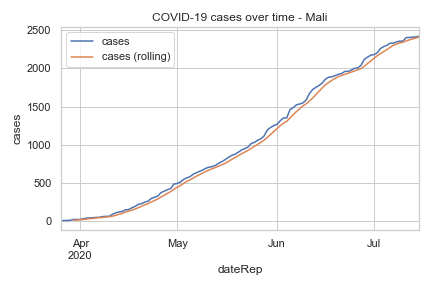 COVID-19 cases over time - Mali
cases
cases (rolling)
2500
2000
1500
1000
500
0
cases
Apr
2020
May
Jun
Jul
dateRep